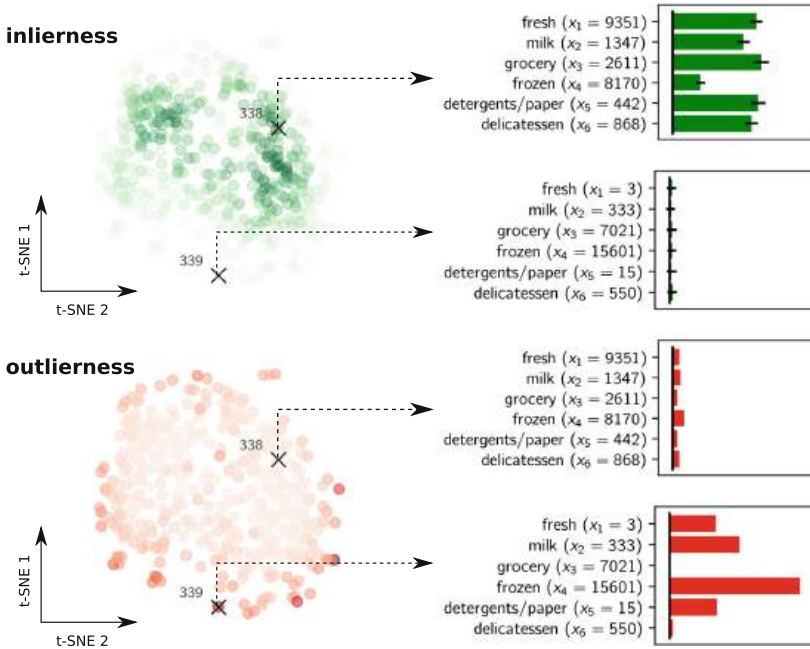 inlierness
338
339
t-SNE 1
t-SNE 2
fresh (x₁ = 9351)
milk (x₂ = 1347)
grocery (x₃ = 2611)
frozen (x₄ = 8170)
detergents/paper (x₅ = 442)
delicatessen (x₆ = 868)
fresh (x₁ = 3)
milk (x₂ = 333)
grocery (x₃ = 7021)
frozen (x₄ = 15601)
detergents/paper (x₅ = 15)
delicatessen (x₆ = 550)
outlierness
338
339
t-SNE 1
t-SNE 2
fresh (x₁ = 9351)
milk (x₂ = 1347)
grocery (x₃ = 2611)
frozen (x₄ = 8170)
detergents/paper (x₅ = 442)
delicatessen (x₆ = 868)
fresh (x₁ = 3)
milk (x₂ = 333)
grocery (x₃ = 7021)
frozen (x₄ = 15601)
detergents/paper (x₅ = 15)
delicatessen (x₆ = 550)